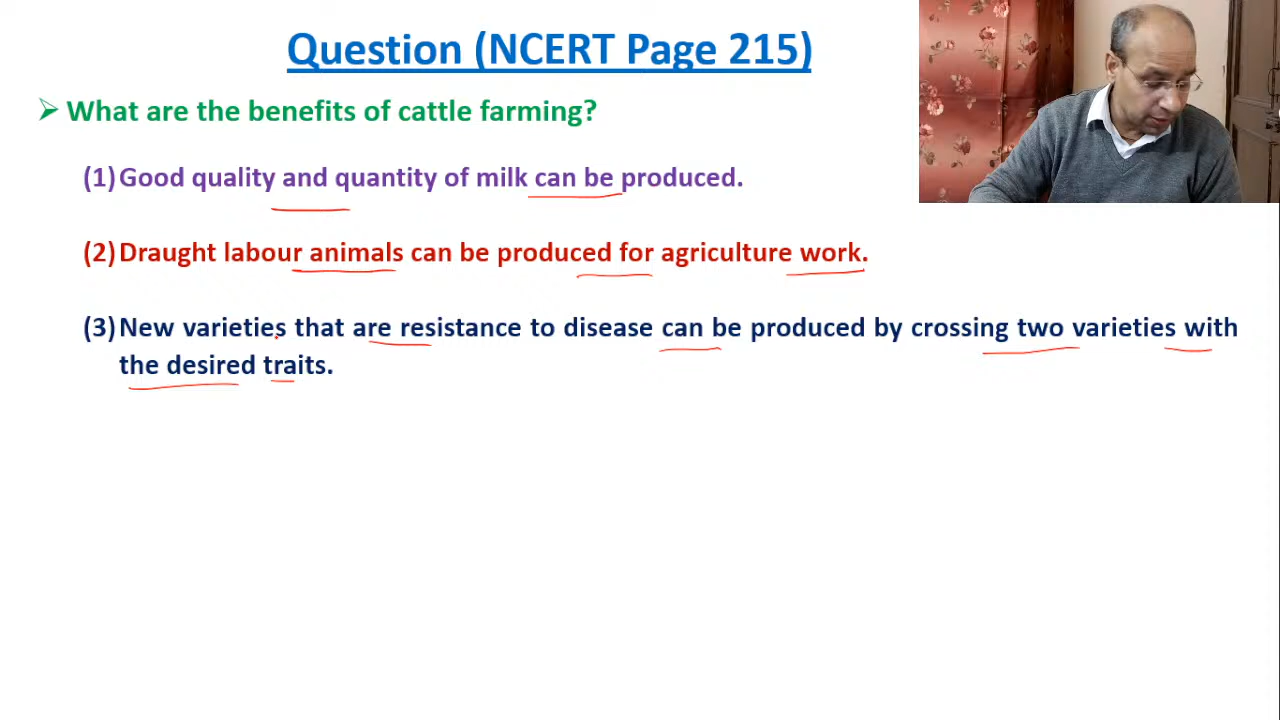 Question (NCERT Page 215)
➢ What are the benefits of cattle farming?
(1) Good quality and quantity of milk can be produced.
(2) Draught labour animals can be produced for agriculture work.
(3) New varieties that are resistance to disease can be produced by crossing two varieties with
the desired traits.